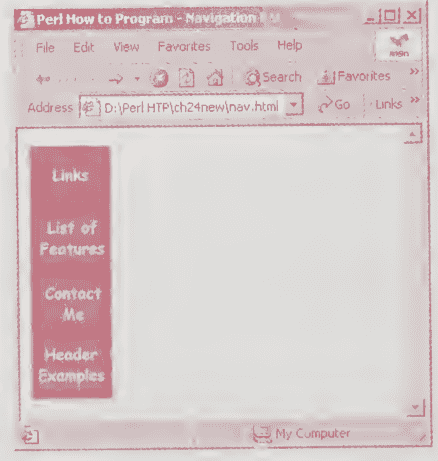 Perl How to Program - Navigation
File Edit View Favorites Tools Help
msn
Search Favorites »
Address D:\Perl HTP\ch24new\nav.html Go Links »
Links
List of
Features
Contact
Me
Header
Examples
My Computer